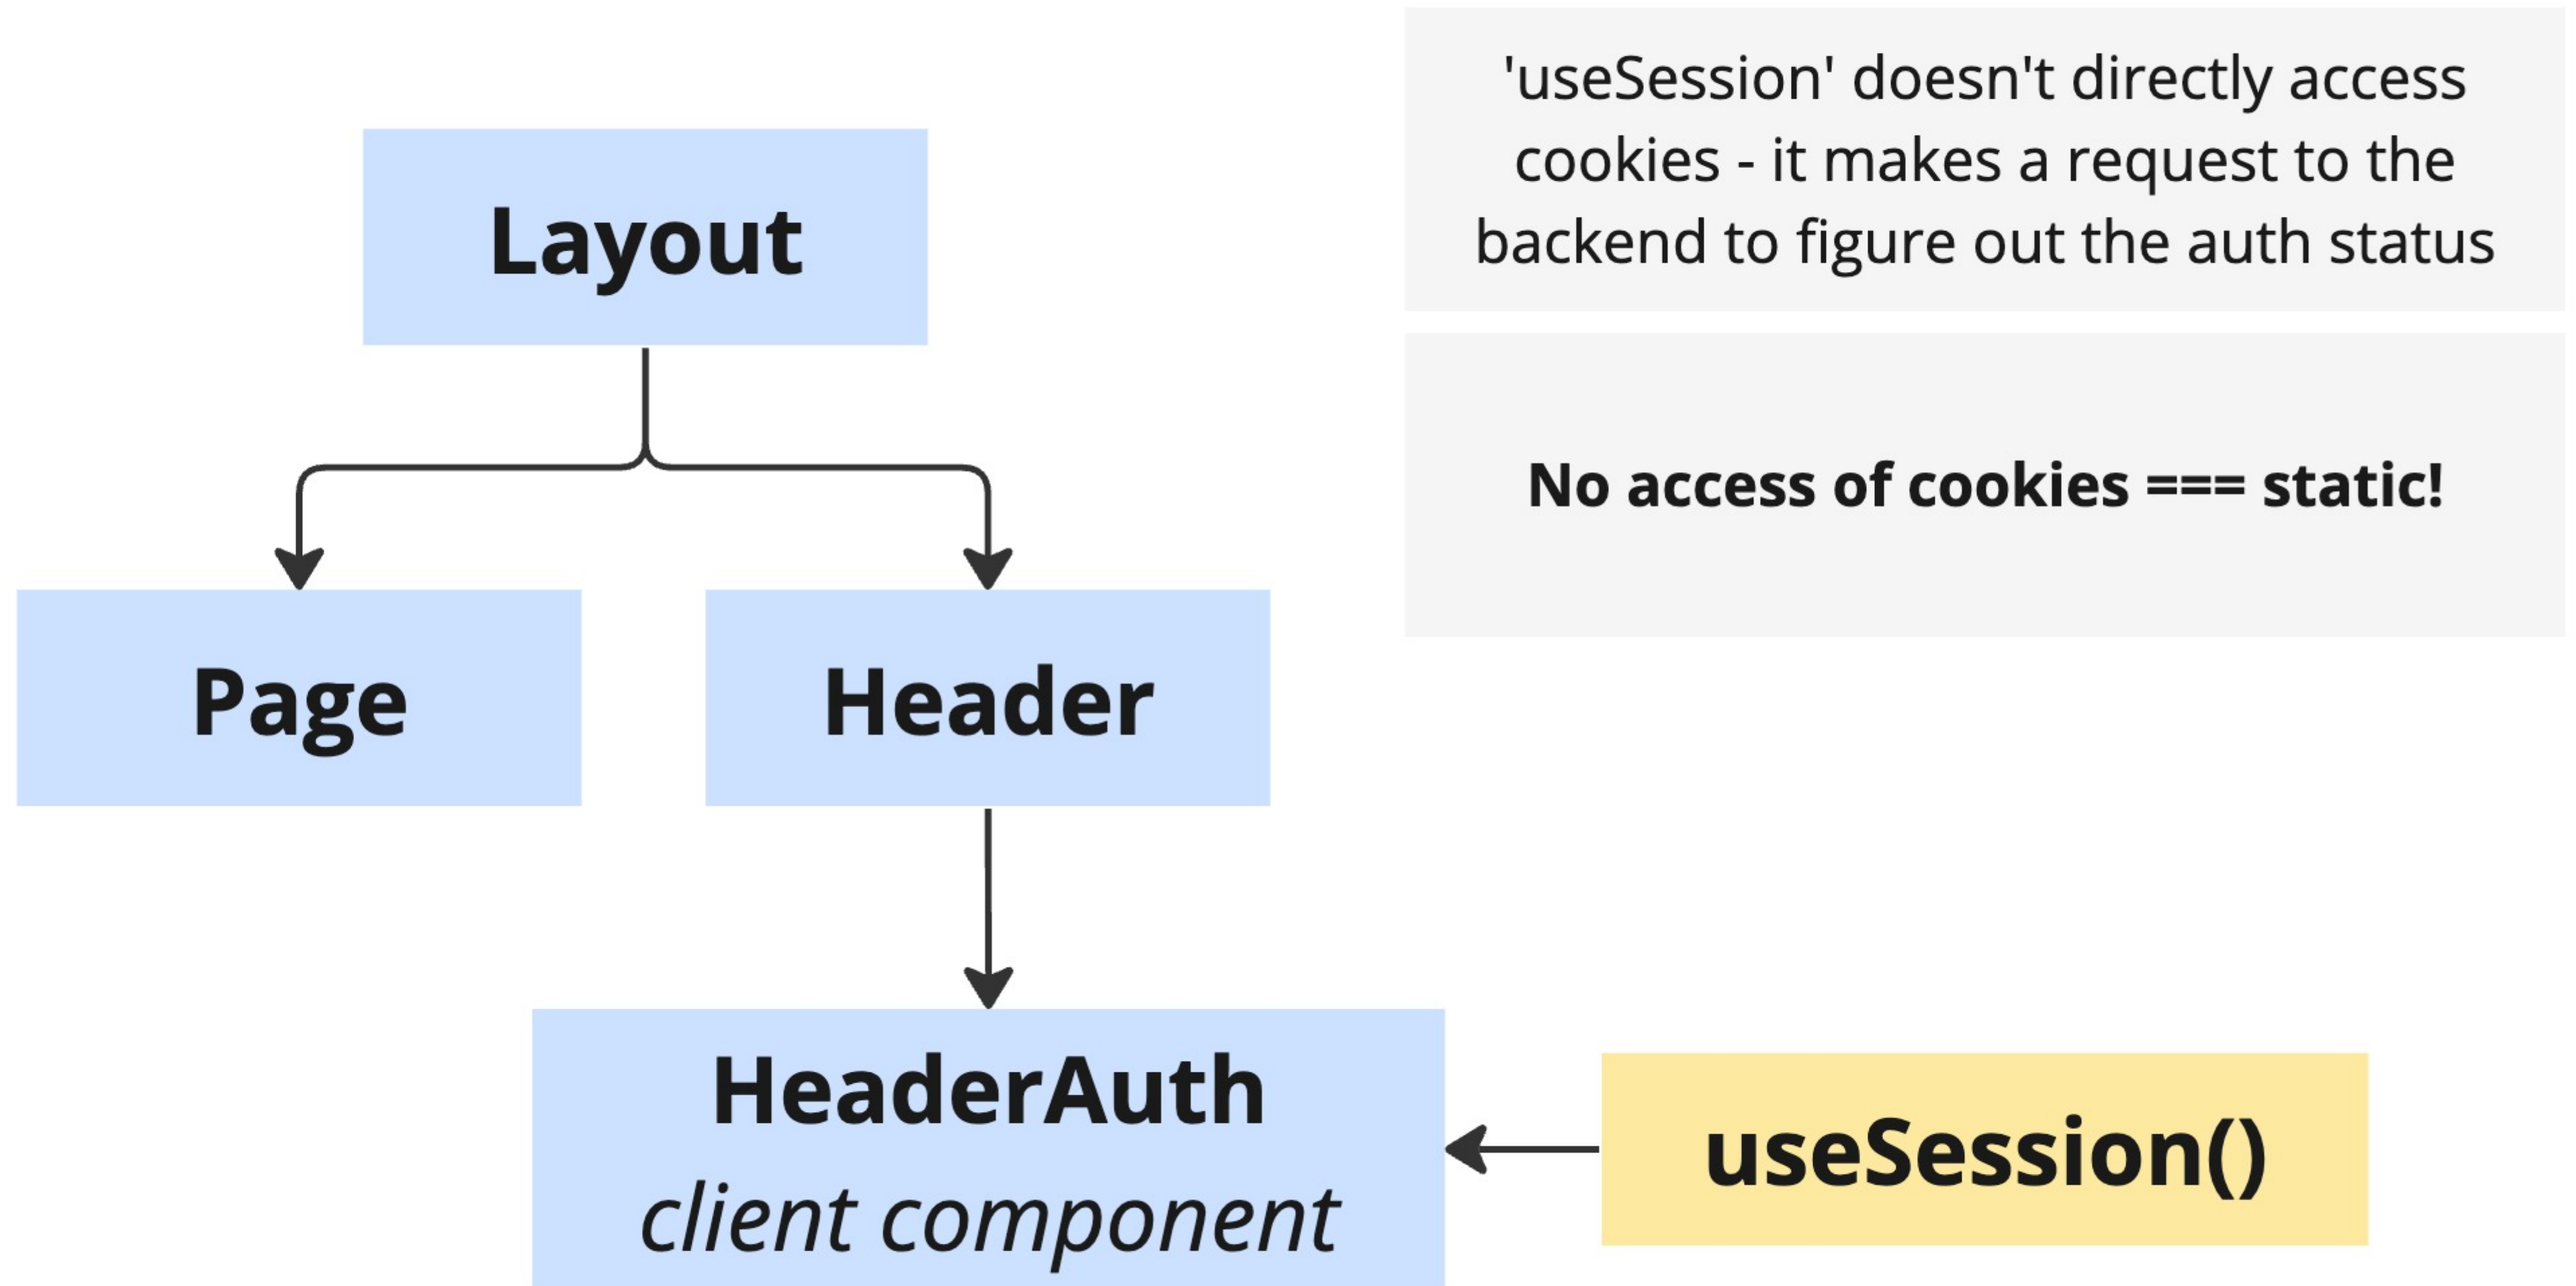 'useSession' doesn't directly access
cookies - it makes a request to the
backend to figure out the auth status
Layout
No access of cookies === static!
Page
Header
HeaderAuth
client component
useSession()